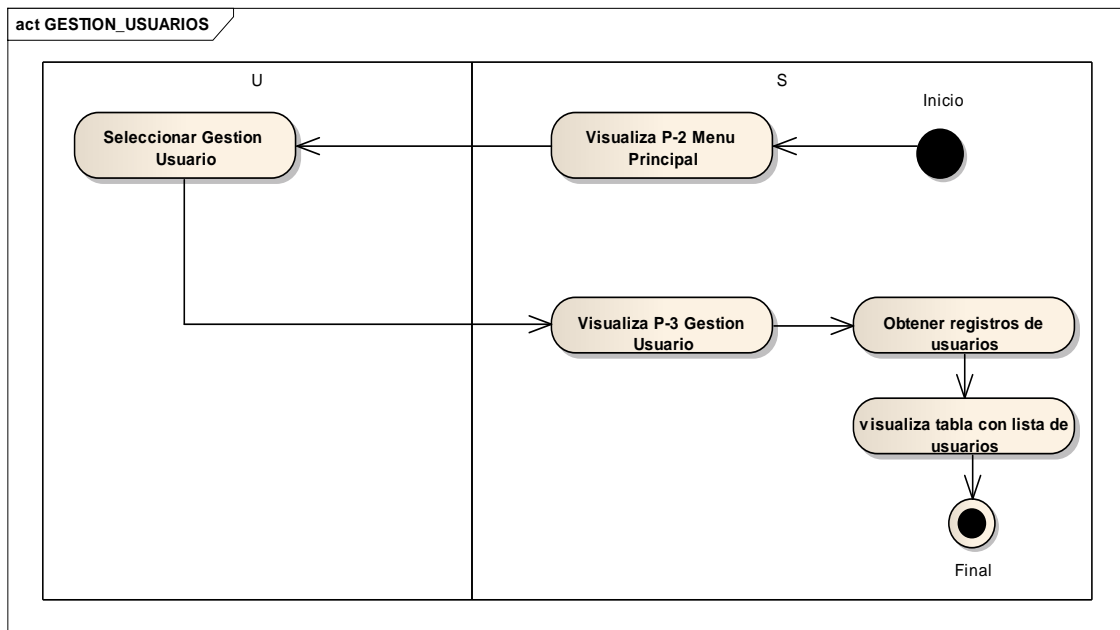 act GESTION_USUARIOS
U
S
Inicio
Seleccionar Gestion
Usuario
Visualiza P-2 Menu
Principal
Visualiza P-3 Gestion
Usuario
Obtener registros de
usuarios
visualiza tabla con lista de
usuarios
Final